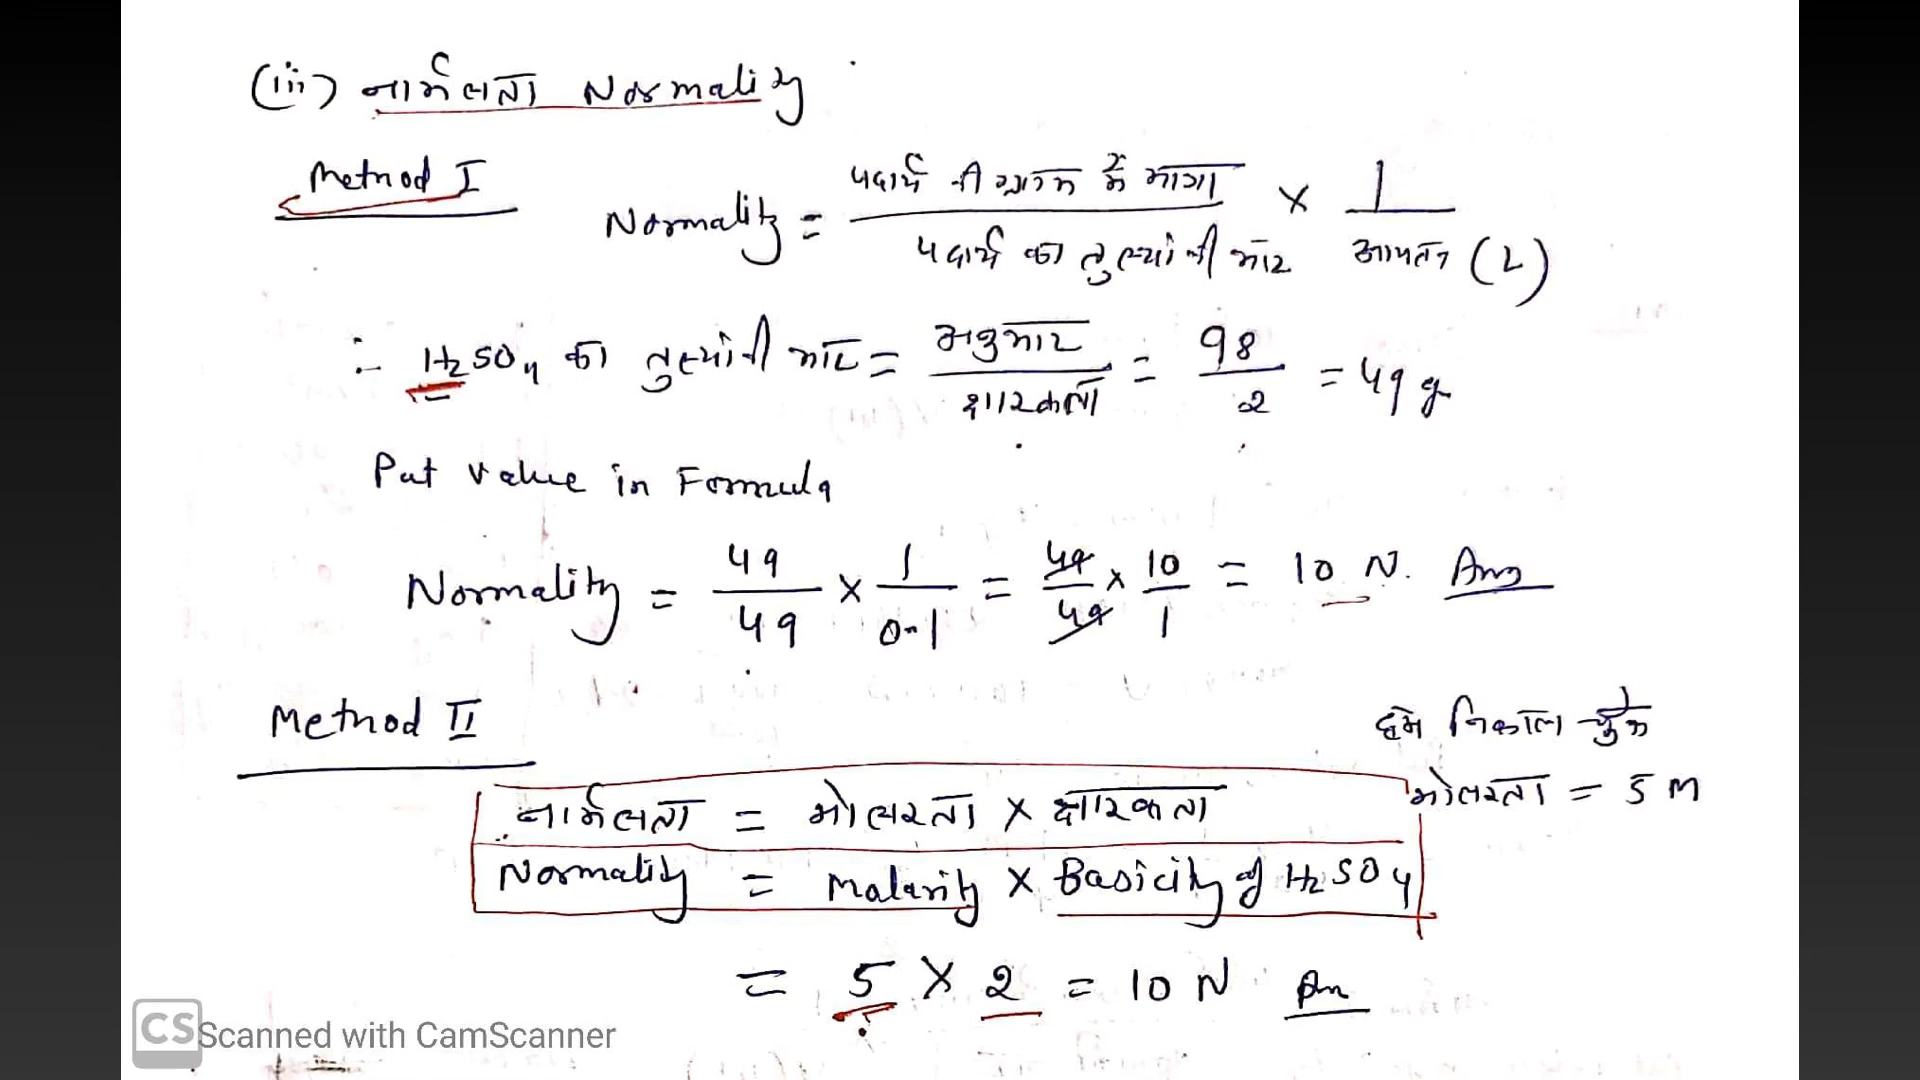 (iii) नार्मलता Normality
Method I
Normality = पदार्थ की ग्राम में मात्रा / पदार्थ का तुल्यांकी भार × 1 / आयतन (L)
∴ H2SO4 का तुल्यांकी भार = अणुभार / क्षारकता = 98 / 2 = 49 g
Put value in Formula
Normality = 49 / 49 × 1 / 0.1 = 49 / 49 × 10 / 1 = 10 N. Ans
Method II
हम निकाल चुके
मोलरता = 5 M
नार्मलता = मोलरता × क्षारकता
Normality = Molarity × Basicity of H2SO4
= 5 × 2 = 10 N An
CS Scanned with CamScanner